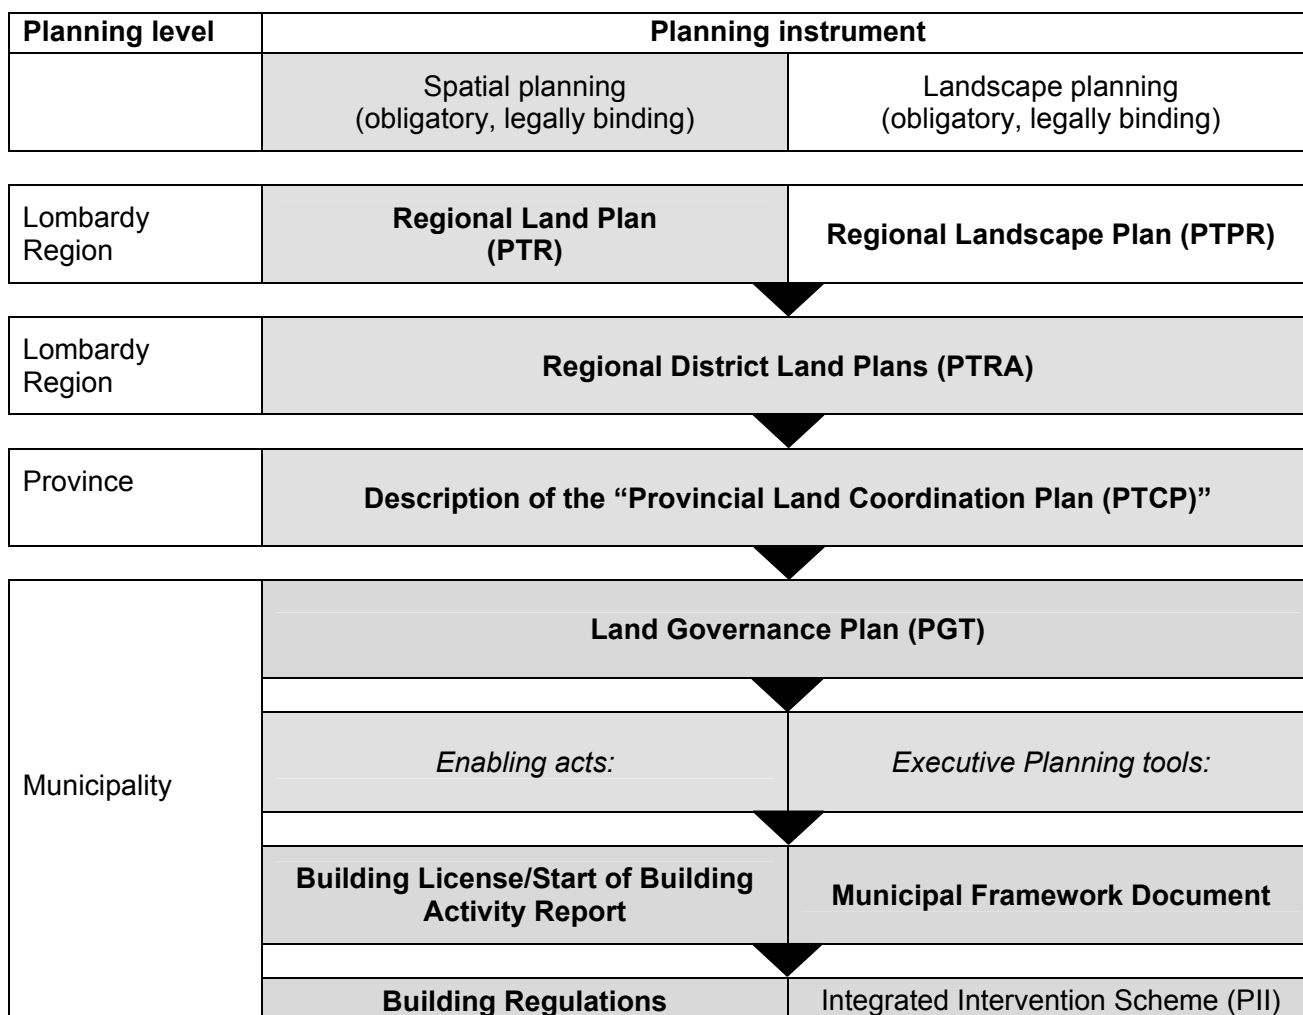 Planning level
Planning instrument
Spatial planning
(obligatory, legally binding)
Landscape planning
(obligatory, legally binding)
Lombardy
Region
Regional Land Plan
(PTR)
Regional Landscape Plan (PTPR)
Lombardy
Region
Regional District Land Plans (PTRA)
Province
Description of the “Provincial Land Coordination Plan (PTCP)”
Municipality
Land Governance Plan (PGT)
Enabling acts:
Executive Planning tools:
Building License/Start of Building
Activity Report
Municipal Framework Document
Building Regulations
Integrated Intervention Scheme (PII)